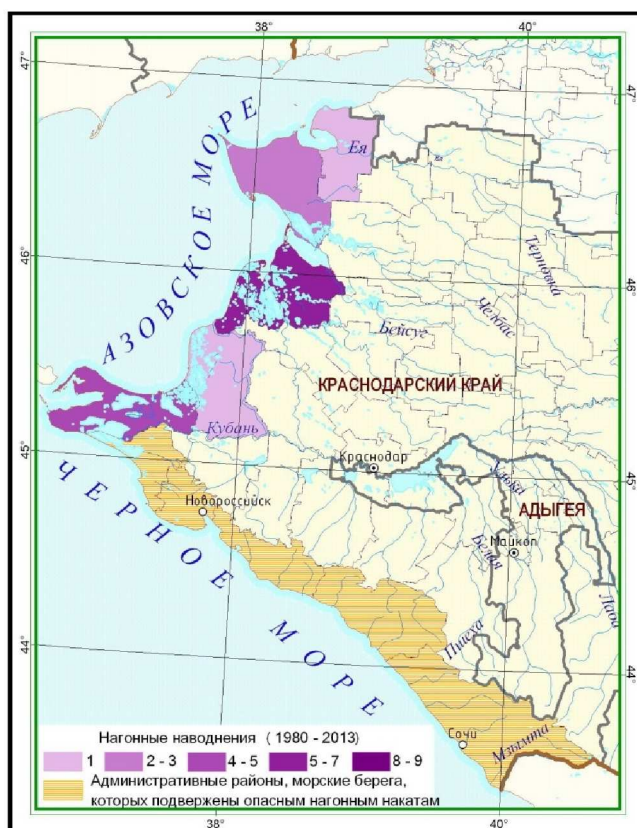 38°
40°
47°
47°
АЗОВСКОЕ МОРЕ
Ея
46°
46°
Терновка
Челбас
Бейсуг
КРАСНОДАРСКИЙ КРАЙ
Кубань
45°
45°
Краснодар
Новороссийск
АДЫГЕЯ
Белая
Майкоп
Лаба
ЧЕРНОЕ МОРЕ
44°
44°
Пшеха
Сочи
Мзымта
Нагонные наводнения ( 1980 - 2013)
1 2 - 3 4 - 5 5 - 7 8 - 9
Административные районы, морские берега,
которых подвержены опасным нагонным накатам
38°
40°